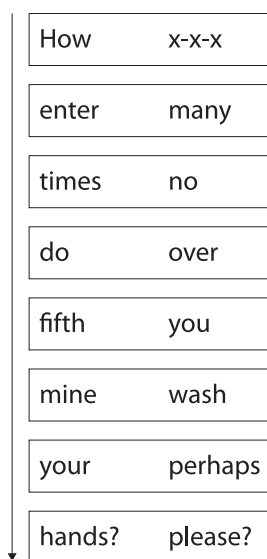 How x-x-x
enter many
times no
do over
fifth you
mine wash
your perhaps
hands? please?